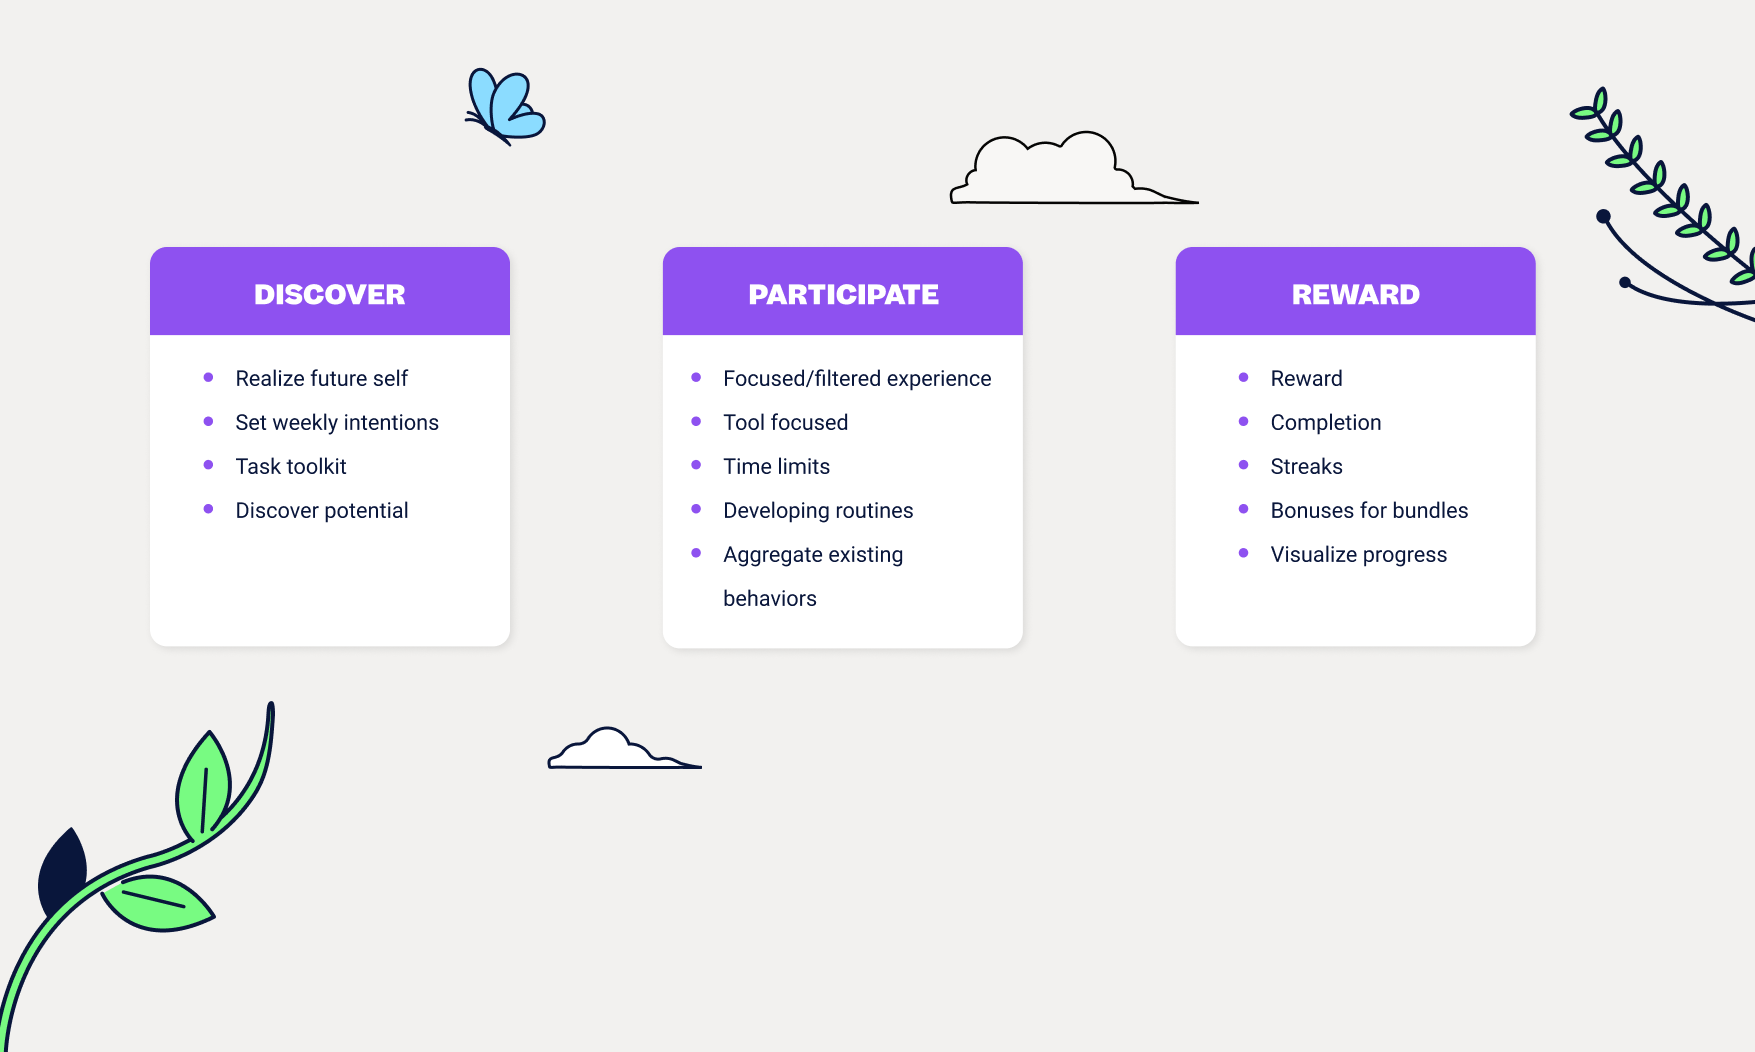 DISCOVER
Realize future self
Set weekly intentions
Task toolkit
Discover potential
PARTICIPATE
Focused/filtered experience
Tool focused
Time limits
Developing routines
Aggregate existing
behaviors
REWARD
Reward
Completion
Streaks
Bonuses for bundles
Visualize progress